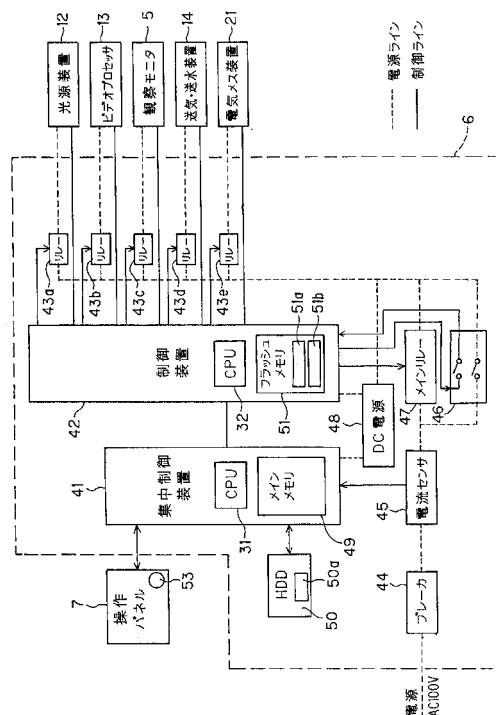 12
光源装置
13
ビデオプロセッサ
5
観察モニタ
14
送気・送水装置
21
電気メス装置
電源ライン
制御ライン
6
43a
リレー
43b
リレー
43c
リレー
43d
リレー
43e
リレー
42
制御装置
CPU
32
フラッシュメモリ
51a
51b
51
41
集中制御装置
CPU
31
メインメモリ
49
48
DC電源
メインリレー
47
46
電流センサ
45
44
ブレーカ
7
操作パネル
53
HDD
50a
50
電源
AC100V